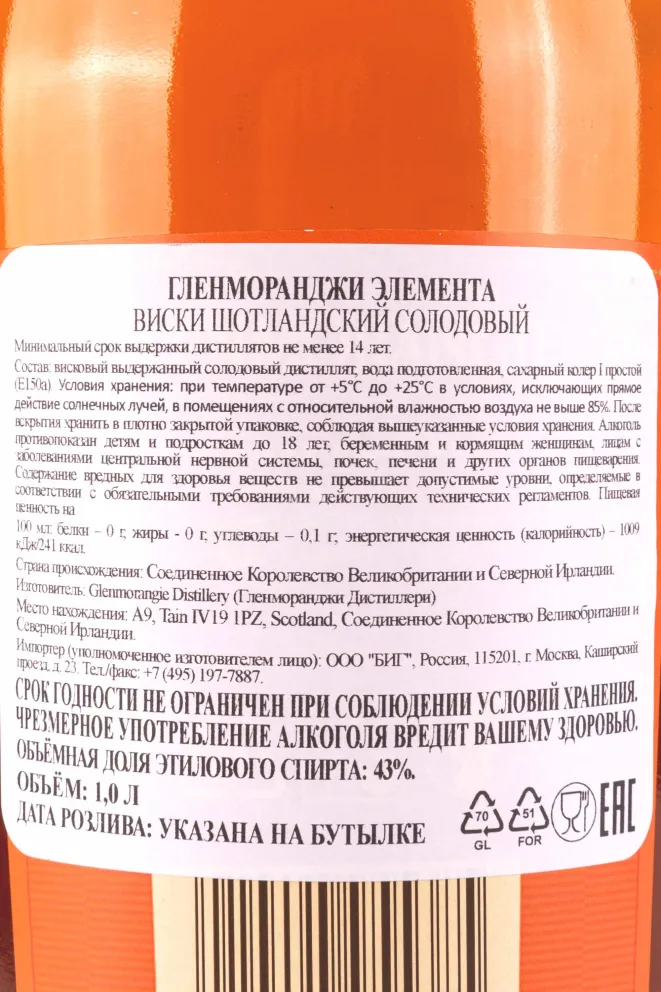 ГЛЕНМОРАНДЖИ ЭЛЕМЕНТА
ВИСКИ ШОТЛАНДСКИЙ СОЛОДОВЫЙ
Минимальный срок выдержки дистиллятов не менее 14 лет.
Состав: висковый выдержанный солодовый дистиллят, вода подготовленная, сахарный колер I простой
(Е150а). Условия хранения: при температуре от +5°С до +25°С в условиях, исключающих прямое
действие солнечных лучей, в помещениях с относительной влажностью воздуха не выше 85%. После
вскрытия хранить в плотно закрытой упаковке, соблюдая вышеуказанные условия хранения. Алкоголь
противопоказан детям и подросткам до 18 лет, беременным и кормящим женщинам, лицам с
заболеваниями центральной нервной системы, почек, печени и других органов пищеварения.
Содержание вредных для здоровья веществ не превышает допустимые уровни, определяемые в
соответствии с обязательными требованиями действующих технических регламентов. Пищевая
ценность на
100 мл: белки – 0 г, жиры - 0 г, углеводы – 0,1 г; энергетическая ценность (калорийность) – 1009
кДж/241 ккал.
Страна происхождения: Соединенное Королевство Великобритании и Северной Ирландии.
Изготовитель: Glenmorangie Distillery (Гленморанджи Дистиллери)
Место нахождения: A9, Tain IV19 1PZ, Scotland, Соединенное Королевство Великобритании и
Северной Ирландии.
Импортер (уполномоченное изготовителем лицо): ООО "БИГ", Россия, 115201, г. Москва, Каширский
проезд, д. 23. Тел./факс: +7 (495) 197-7887.
СРОК ГОДНОСТИ НЕ ОГРАНИЧЕН ПРИ СОБЛЮДЕНИИ УСЛОВИЙ ХРАНЕНИЯ.
ЧРЕЗМЕРНОЕ УПОТРЕБЛЕНИЕ АЛКОГОЛЯ ВРЕДИТ ВАШЕМУ ЗДОРОВЬЮ.
ОБЪЁМНАЯ ДОЛЯ ЭТИЛОВОГО СПИРТА: 43%.
ОБЪЁМ: 1,0 Л
ДАТА РОЗЛИВА: УКАЗАНА НА БУТЫЛКЕ
70
GL
51
FOR
EAC